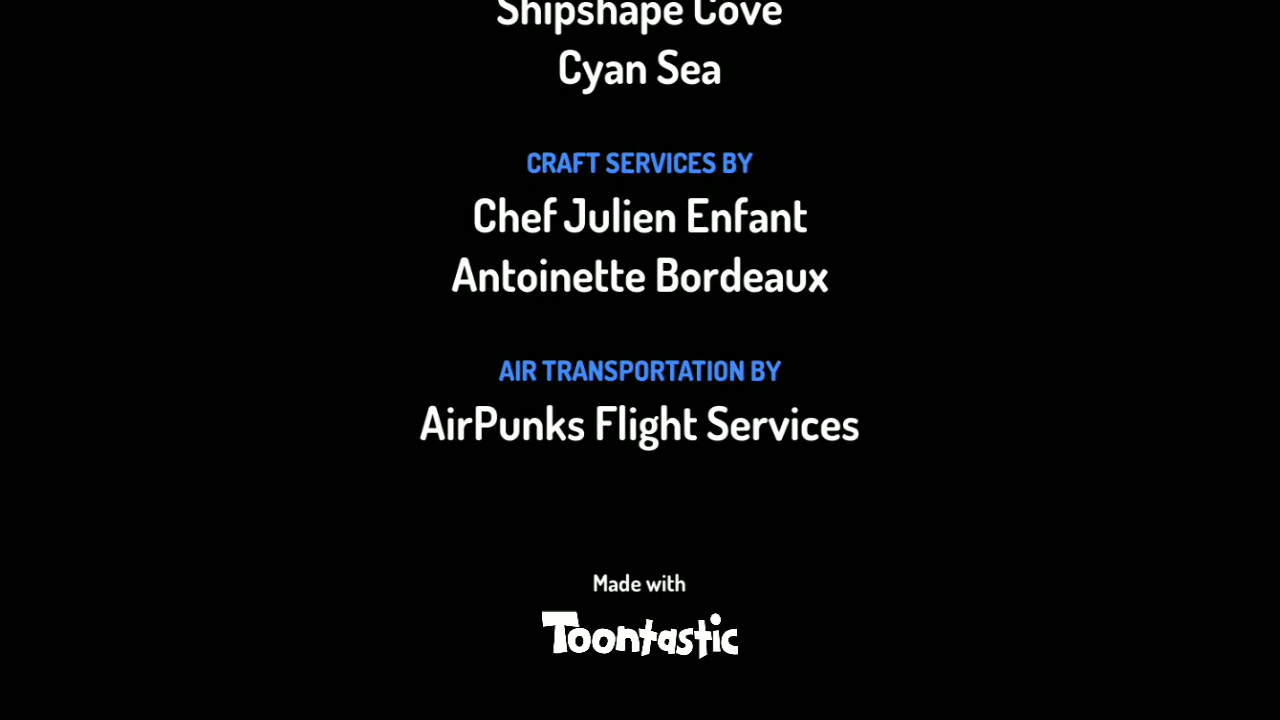 Shipshape Cove
Cyan Sea
CRAFT SERVICES BY
Chef Julien Enfant
Antoinette Bordeaux
AIR TRANSPORTATION BY
AirPunks Flight Services
Made with
Toontastic